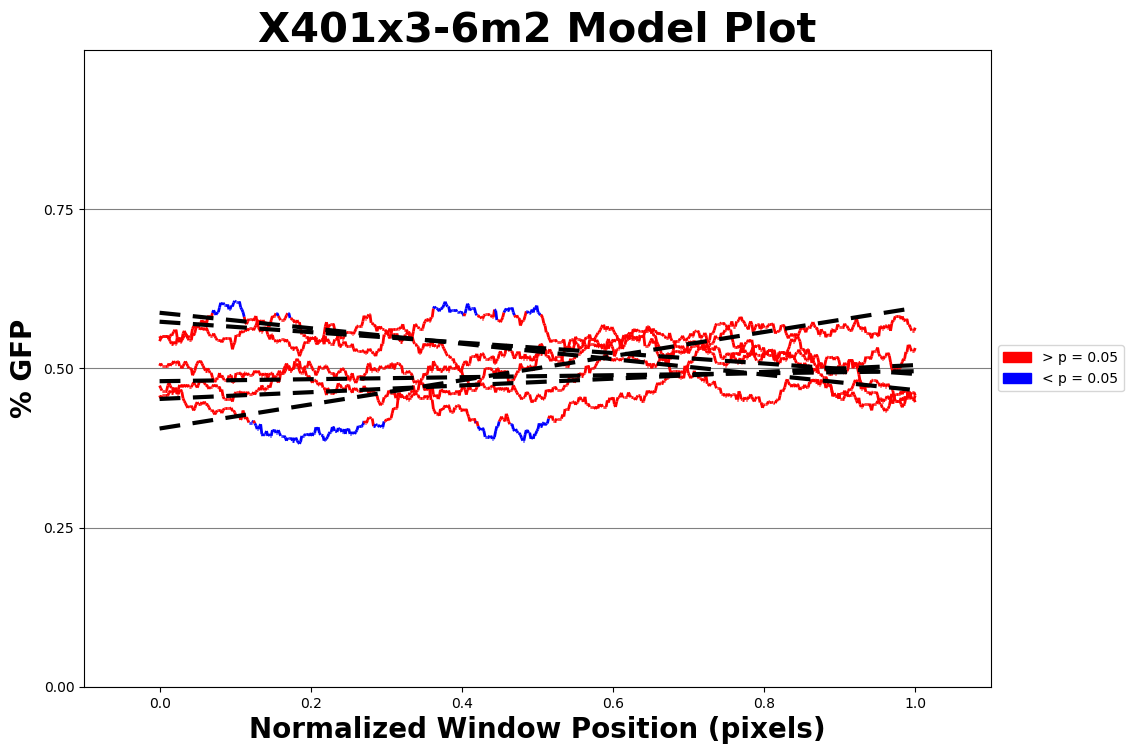 X401x3-6m2 Model Plot
% GFP
0.75
0.50
0.25
0.00
0.0 0.2 0.4 0.6 0.8 1.0
Normalized Window Position (pixels)
> p = 0.05
< p = 0.05